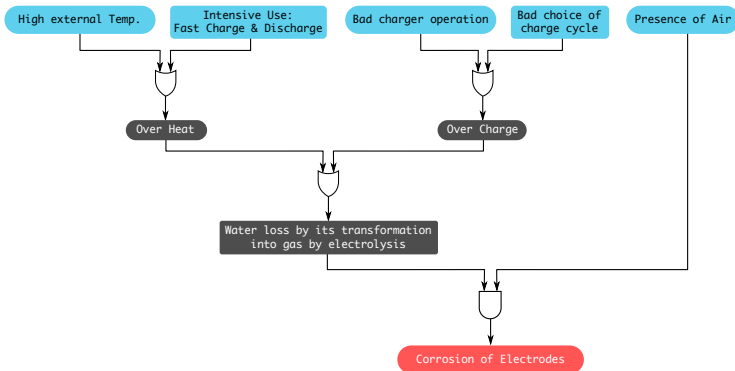 High external Temp.
Intensive Use:
Fast Charge & Discharge
Bad charger operation
Bad choice of
charge cycle
Presence of Air
Over Heat
Over Charge
Water loss by its transformation
into gas by electrolysis
Corrosion of Electrodes